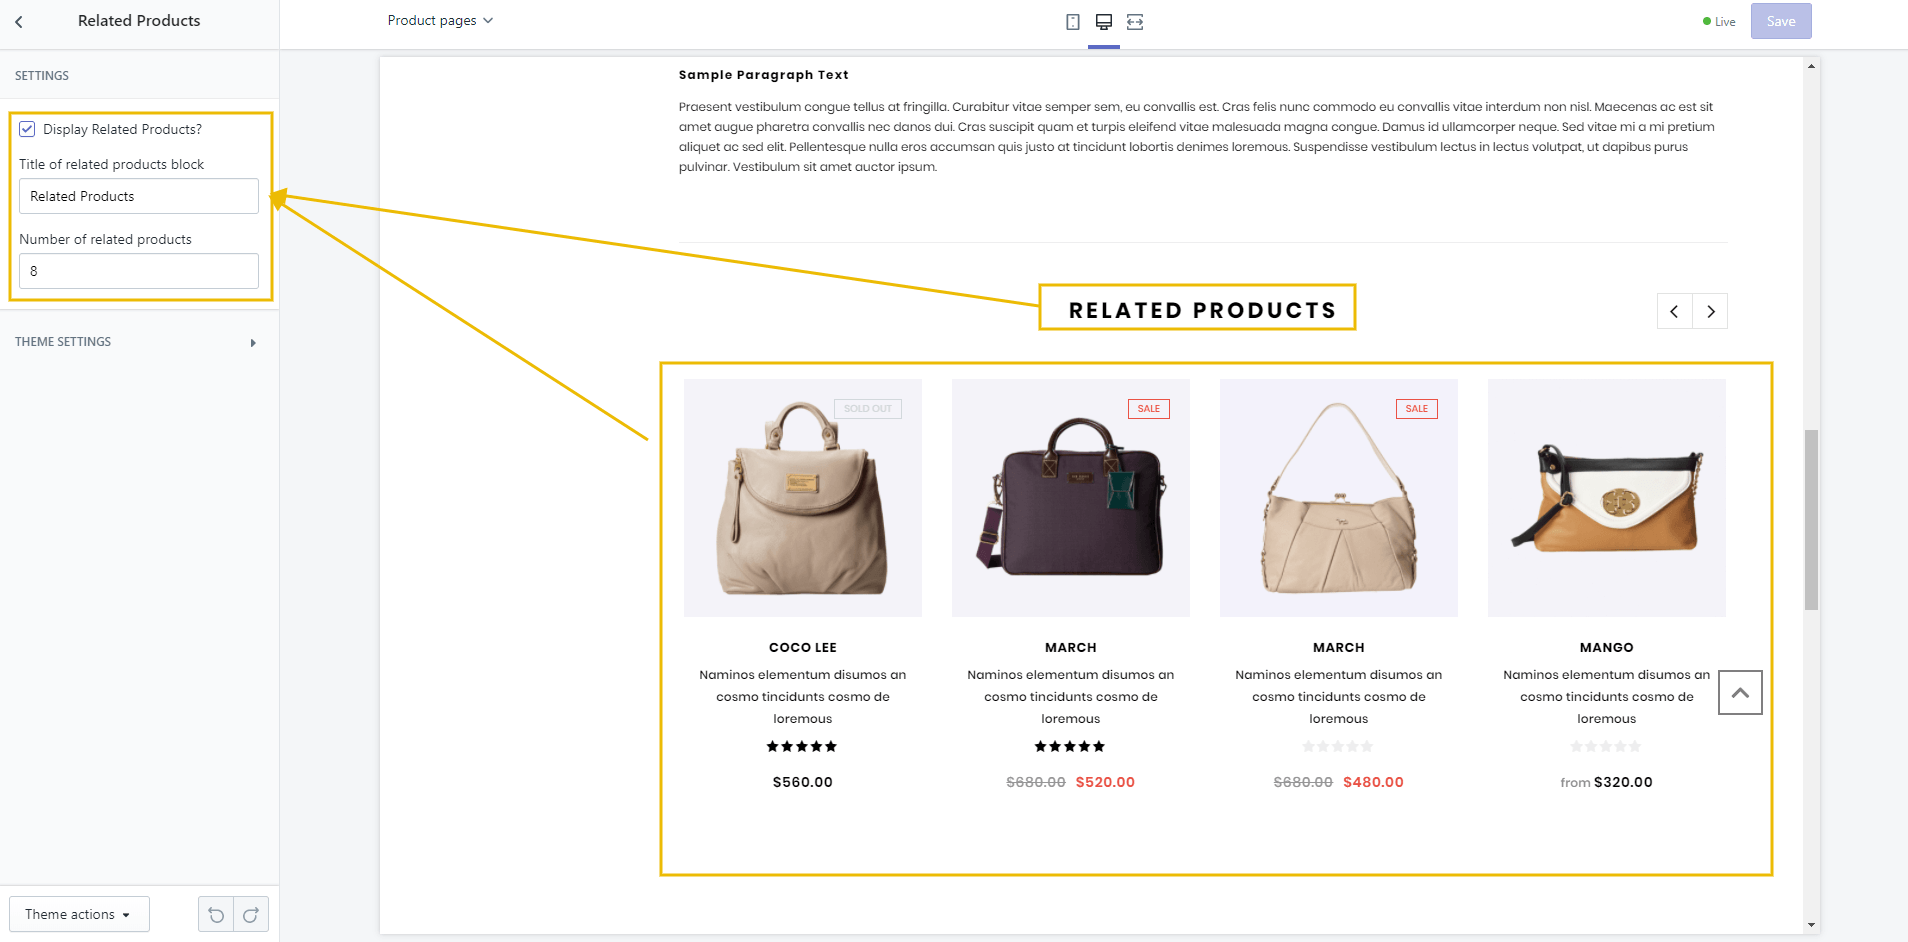 Related Products
Product pages
Live
Save
SETTINGS
Display Related Products?
Title of related products block
Related Products
Number of related products
8
THEME SETTINGS
Theme actions
Sample Paragraph Text
Praesent vestibulum congue tellus at fringilla. Curabitur vitae semper sem, eu convallis est. Cras felis nunc commodo eu convallis vitae interdum non nisl. Maecenas ac est sit
amet augue pharetra convallis nec danos dui. Cras suscipit quam et turpis eleifend vitae malesuada magna congue. Damus id ullamcorper neque. Sed vitae mi a mi pretium
aliquet ac sed elit. Pellentesque nulla eros accumsan quis justo at tincidunt lobortis denimes loremous. Suspendisse vestibulum lectus in lectus volutpat, ut dapibus purus
pulvinar. Vestibulum sit amet auctor ipsum.
RELATED PRODUCTS
SOLD OUT
COCO LEE
Naminos elementum disumos an
cosmo tincidunts cosmo de
loremous
$560.00
SALE
MARCH
Naminos elementum disumos an
cosmo tincidunts cosmo de
loremous
$680.00 $520.00
SALE
MARCH
Naminos elementum disumos an
cosmo tincidunts cosmo de
loremous
$680.00 $480.00
MANGO
Naminos elementum disumos an
cosmo tincidunts cosmo de
loremous
from $320.00